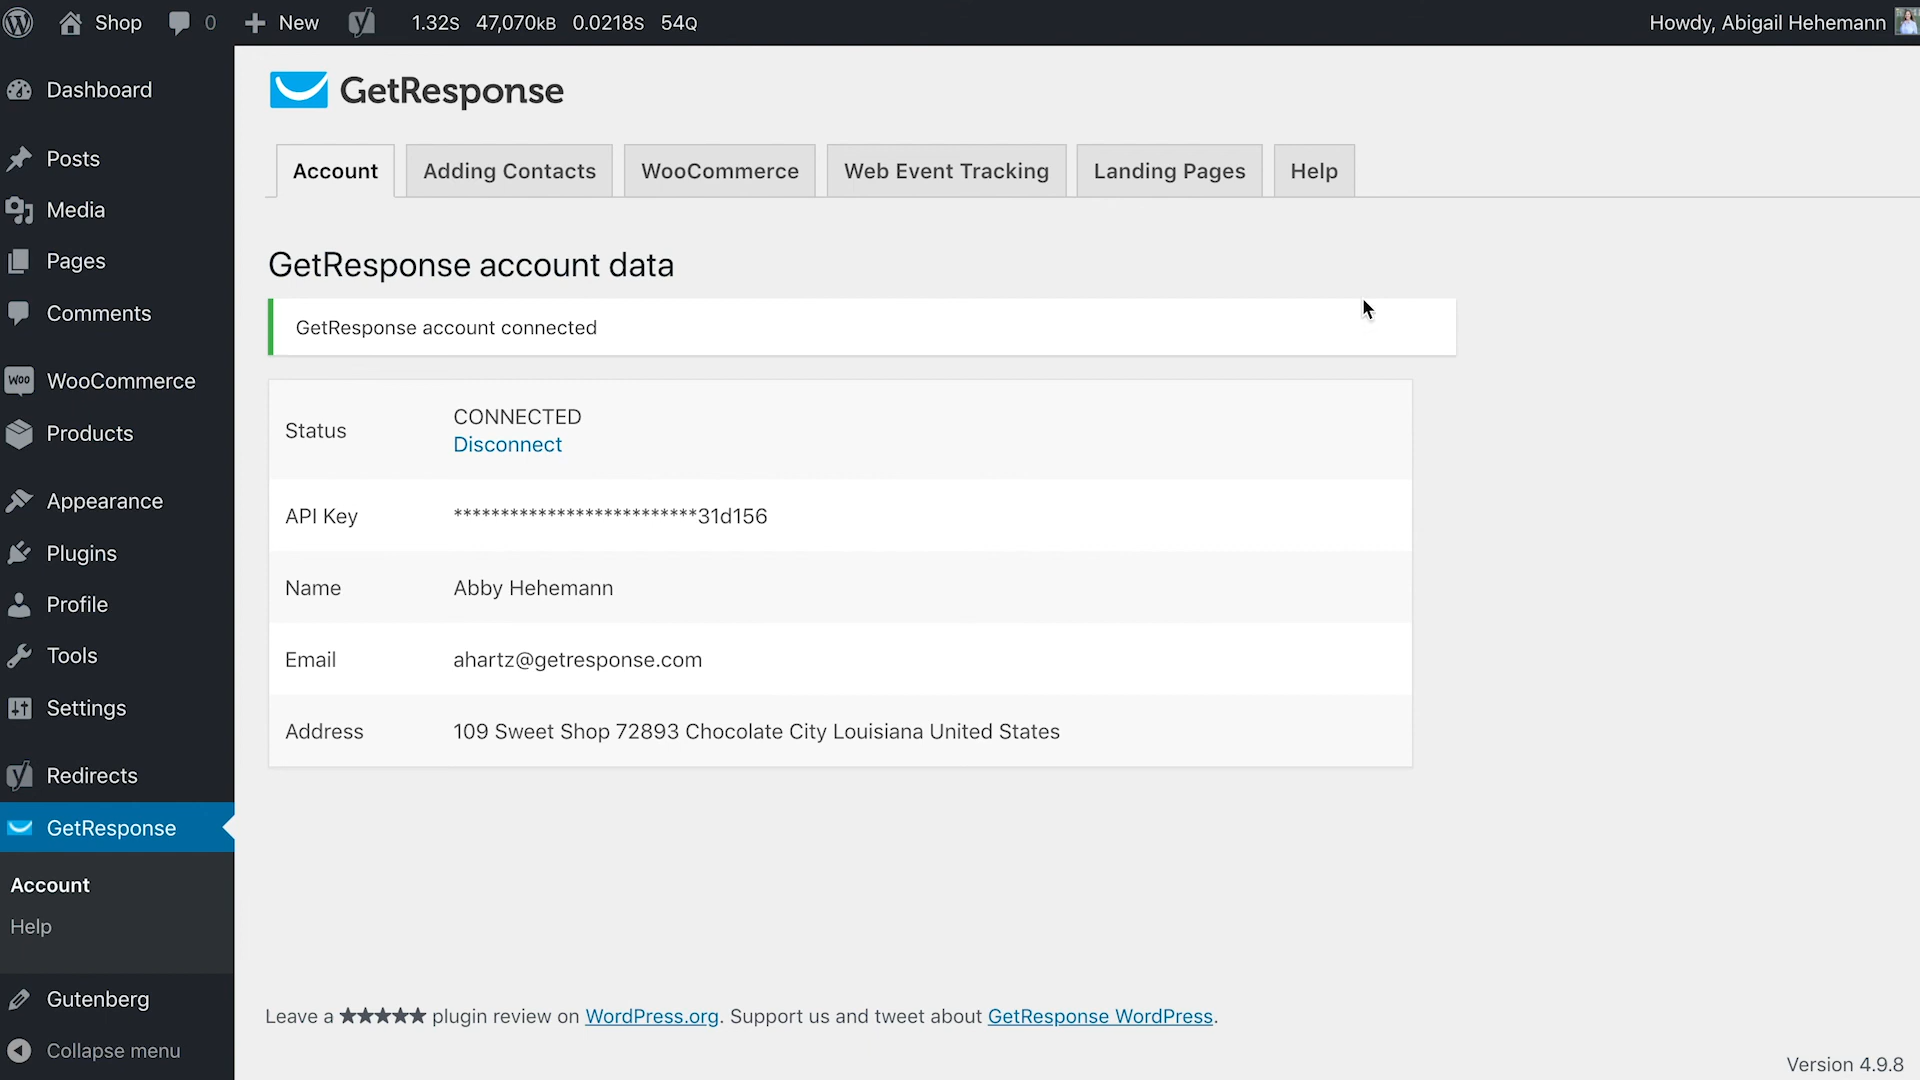 Shop 0 New 1.32S 47,070KB 0.0218S 54Q Howdy, Abigail Hehemann
Dashboard
Posts
Media
Pages
Comments
Woo WooCommerce
Products
Appearance
Plugins
Profile
Tools
Settings
Redirects
GetResponse
Account
Help
Gutenberg
Collapse menu
GetResponse
Account Adding Contacts WooCommerce Web Event Tracking Landing Pages Help
GetResponse account data
GetResponse account connected
Status CONNECTED
Disconnect
API Key **************************31d156
Name Abby Hehemann
Email ahartz@getresponse.com
Address 109 Sweet Shop 72893 Chocolate City Louisiana United States
Leave a ★★★★★ plugin review on WordPress.org. Support us and tweet about GetResponse WordPress.
Version 4.9.8